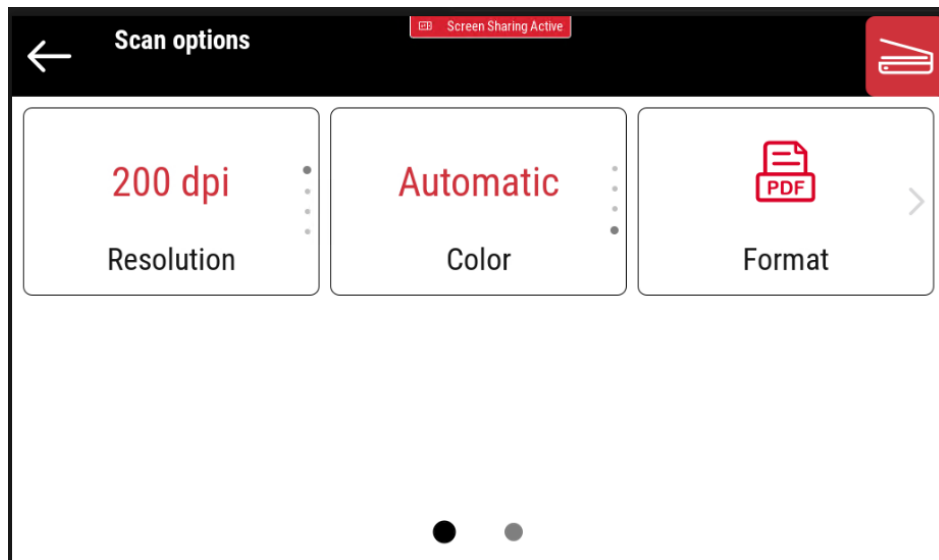 Scan options
Screen Sharing Active
200 dpi
Resolution
Automatic
Color
PDF
Format